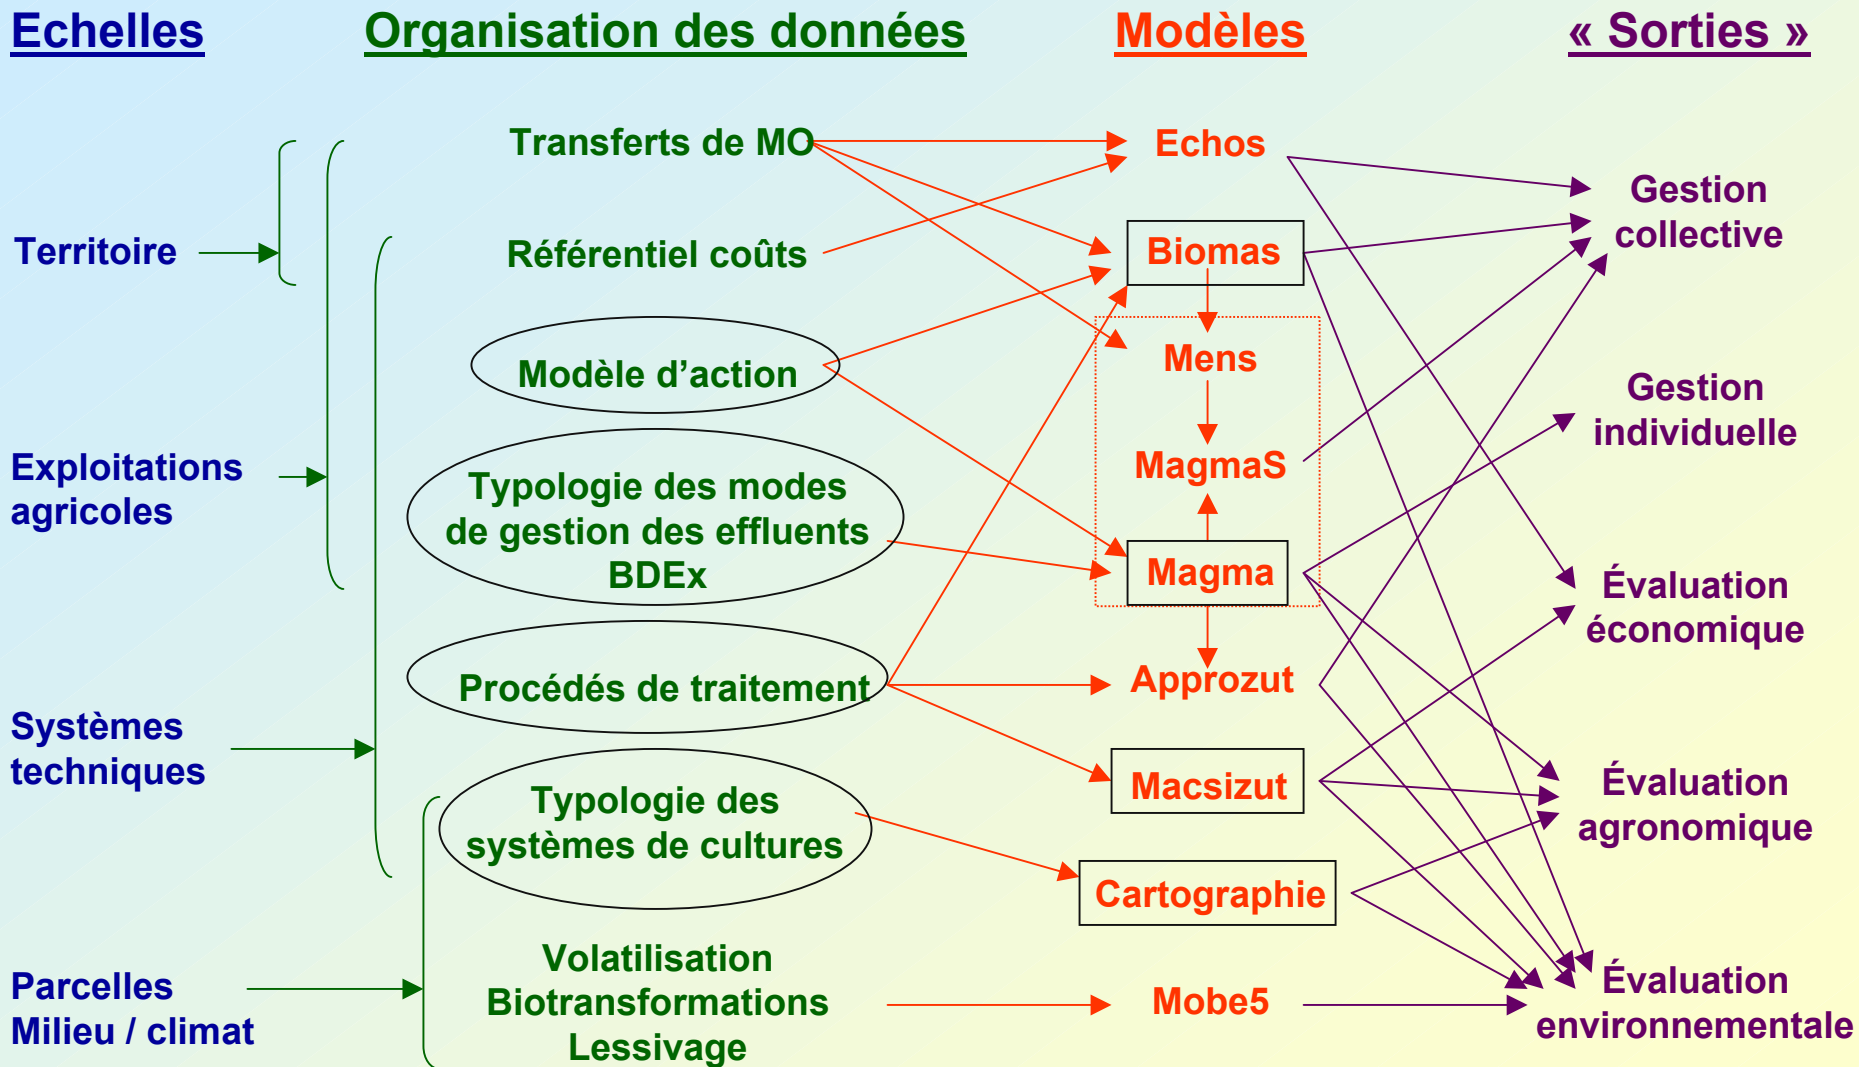 Echelles
Organisation des données
Modèles
« Sorties »
Territoire
Exploitations
agricoles
Systèmes
techniques
Parcelles
Milieu / climat
Transferts de MO
Référentiel coûts
Modèle d’action
Typologie des modes
de gestion des effluents
BDEx
Procédés de traitement
Typologie des
systèmes de cultures
Volatilisation
Biotransformations
Lessivage
Echos
Biomas
Mens
MagmaS
Magma
Approzut
Macsizut
Cartographie
Mobe5
Gestion
collective
Gestion
individuelle
Évaluation
économique
Évaluation
agronomique
Évaluation
environnementale